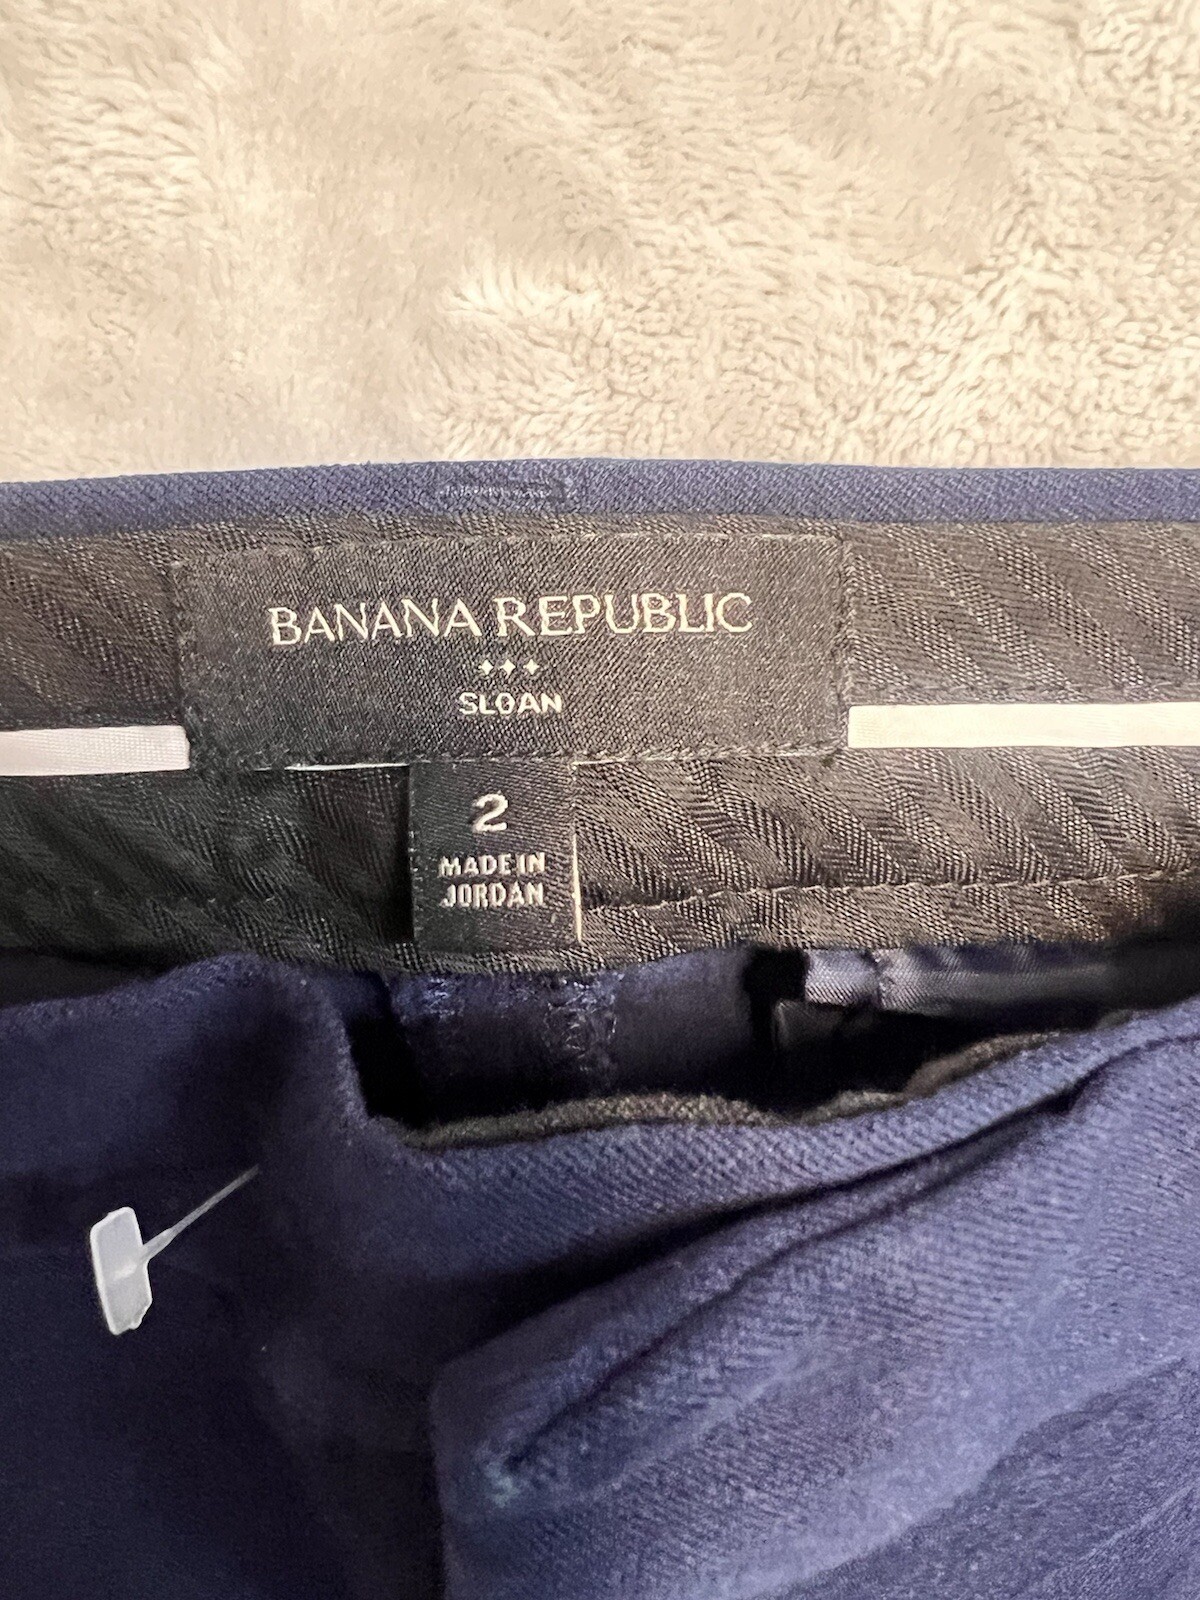 BANANA REPUBLIC
SLOAN
2
MADE IN
JORDAN